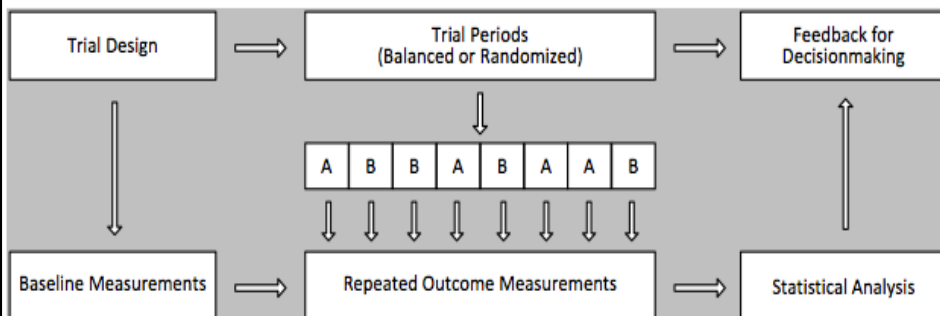 Trial Design
Trial Periods
(Balanced or Randomized)
Feedback for
Decisionmaking
A B B A B A A B
Baseline Measurements
Repeated Outcome Measurements
Statistical Analysis